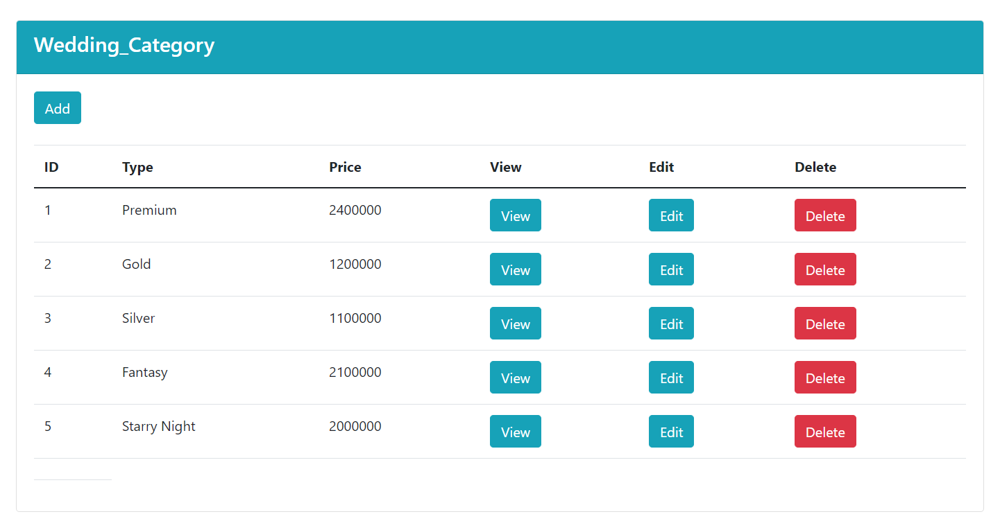 Wedding_Category
Add
ID Type Price View Edit Delete
1 Premium 2400000 View Edit Delete
2 Gold 1200000 View Edit Delete
3 Silver 1100000 View Edit Delete
4 Fantasy 2100000 View Edit Delete
5 Starry Night 2000000 View Edit Delete